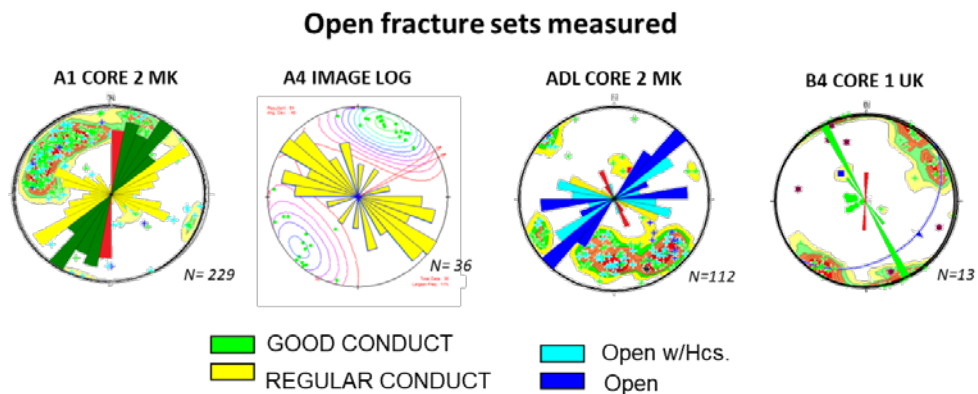 Open fracture sets measured
A1 CORE 2 MK
A4 IMAGE LOG
ADL CORE 2 MK
B4 CORE 1 UK
N= 229
N= 36
N=112
N=13
GOOD CONDUCT
REGULAR CONDUCT
Open w/Hcs.
Open